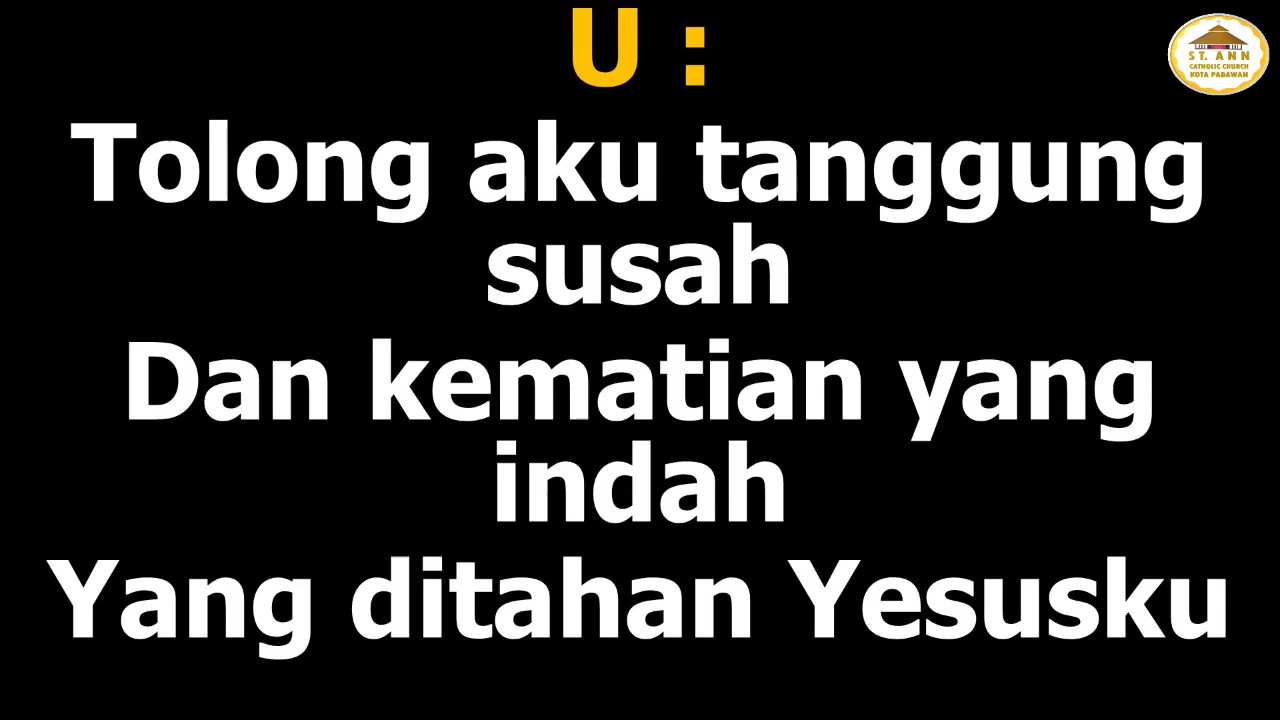 U :
ST. ANN
CATHOLIC CHURCH
KOTA PADAWAN
Tolong aku tanggung
susah
Dan kematian yang
indah
Yang ditahan Yesusku